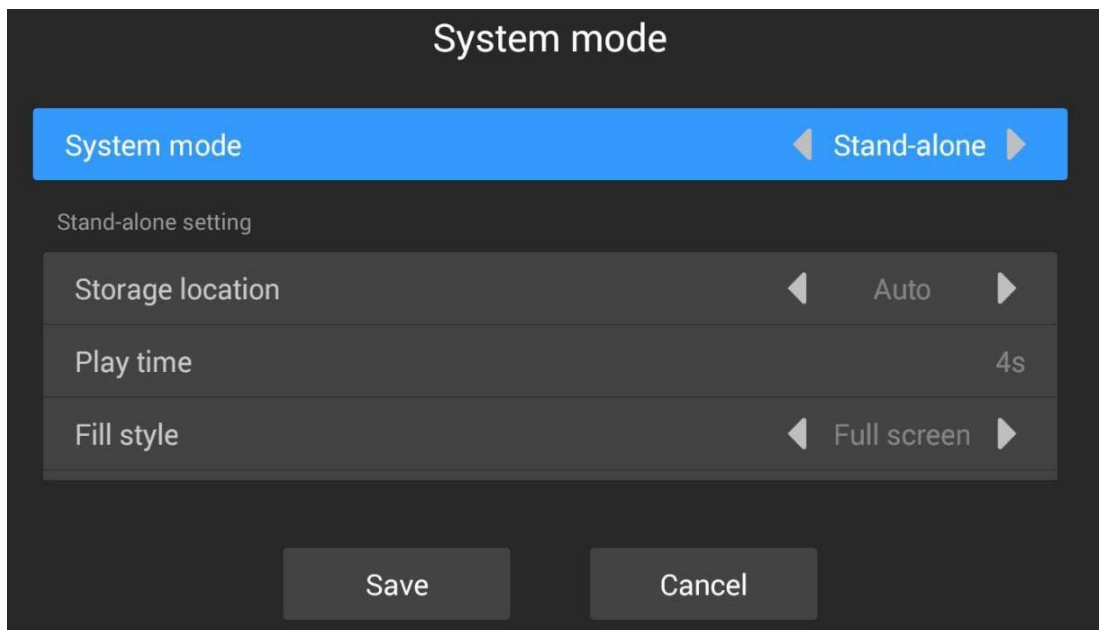 System mode
System mode Stand-alone
Stand-alone setting
Storage location Auto
Play time 4s
Fill style Full screen
Save Cancel